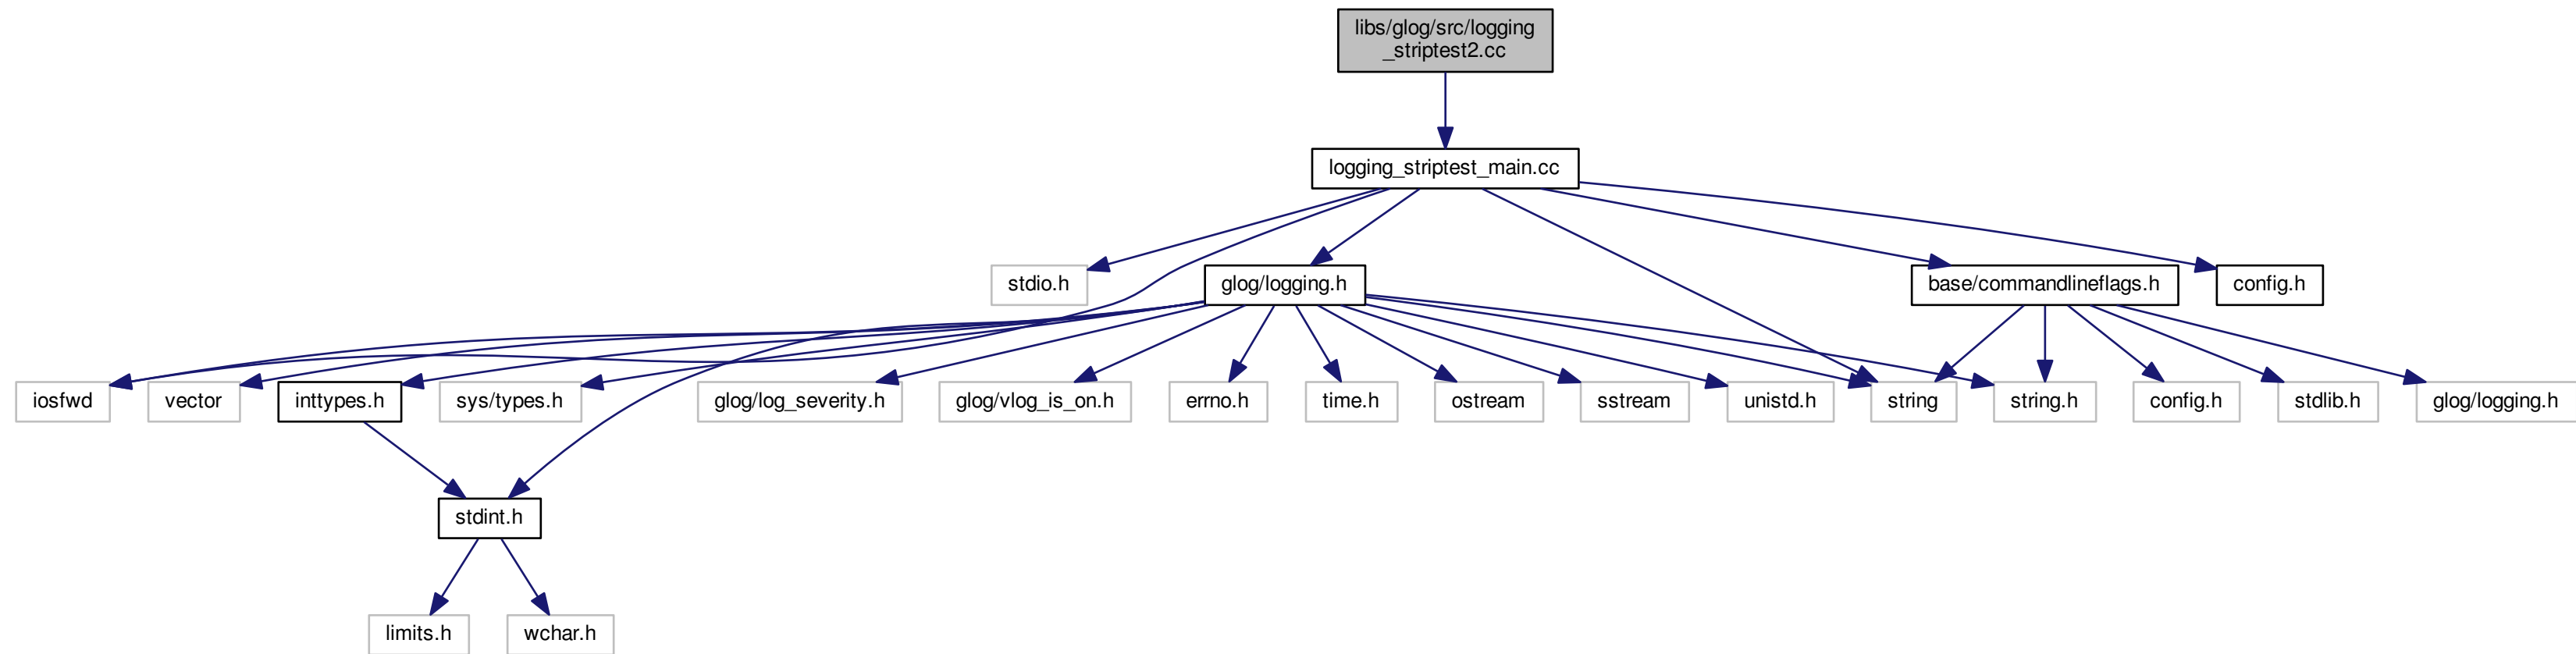 libs/glog/src/logging
_striptest2.cc
logging_striptest_main.cc
stdio.h
glog/logging.h
base/commandlineflags.h
config.h
iosfwd
vector
inttypes.h
sys/types.h
glog/log_severity.h
glog/vlog_is_on.h
errno.h
time.h
ostream
sstream
unistd.h
string
string.h
config.h
stdlib.h
glog/logging.h
stdint.h
limits.h
wchar.h